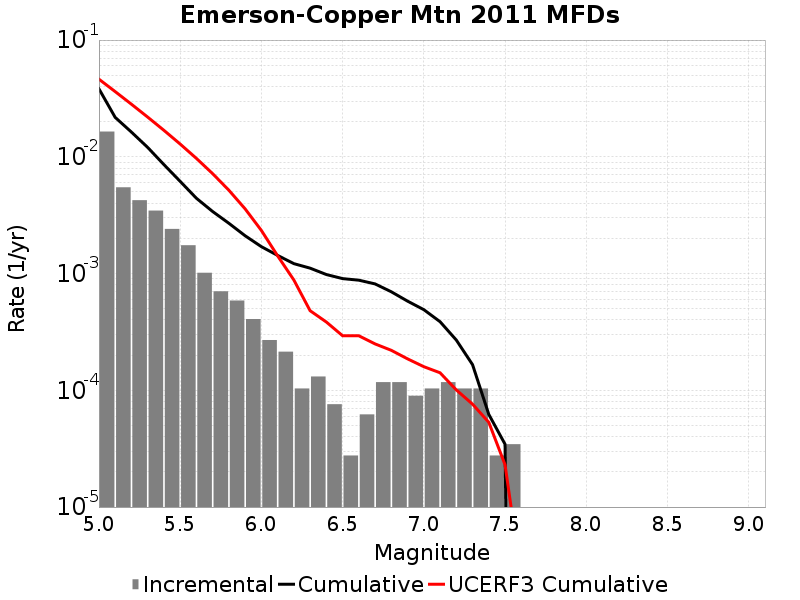 Emerson-Copper Mtn 2011 MFDs
10-1
10-2
10-3
10-4
10-5
Rate (1/yr)
5.0 5.5 6.0 6.5 7.0 7.5 8.0 8.5 9.0
Magnitude
Incremental Cumulative UCERF3 Cumulative